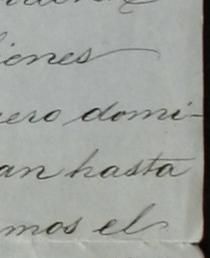 iones
ero domi-
an hasta
mos el